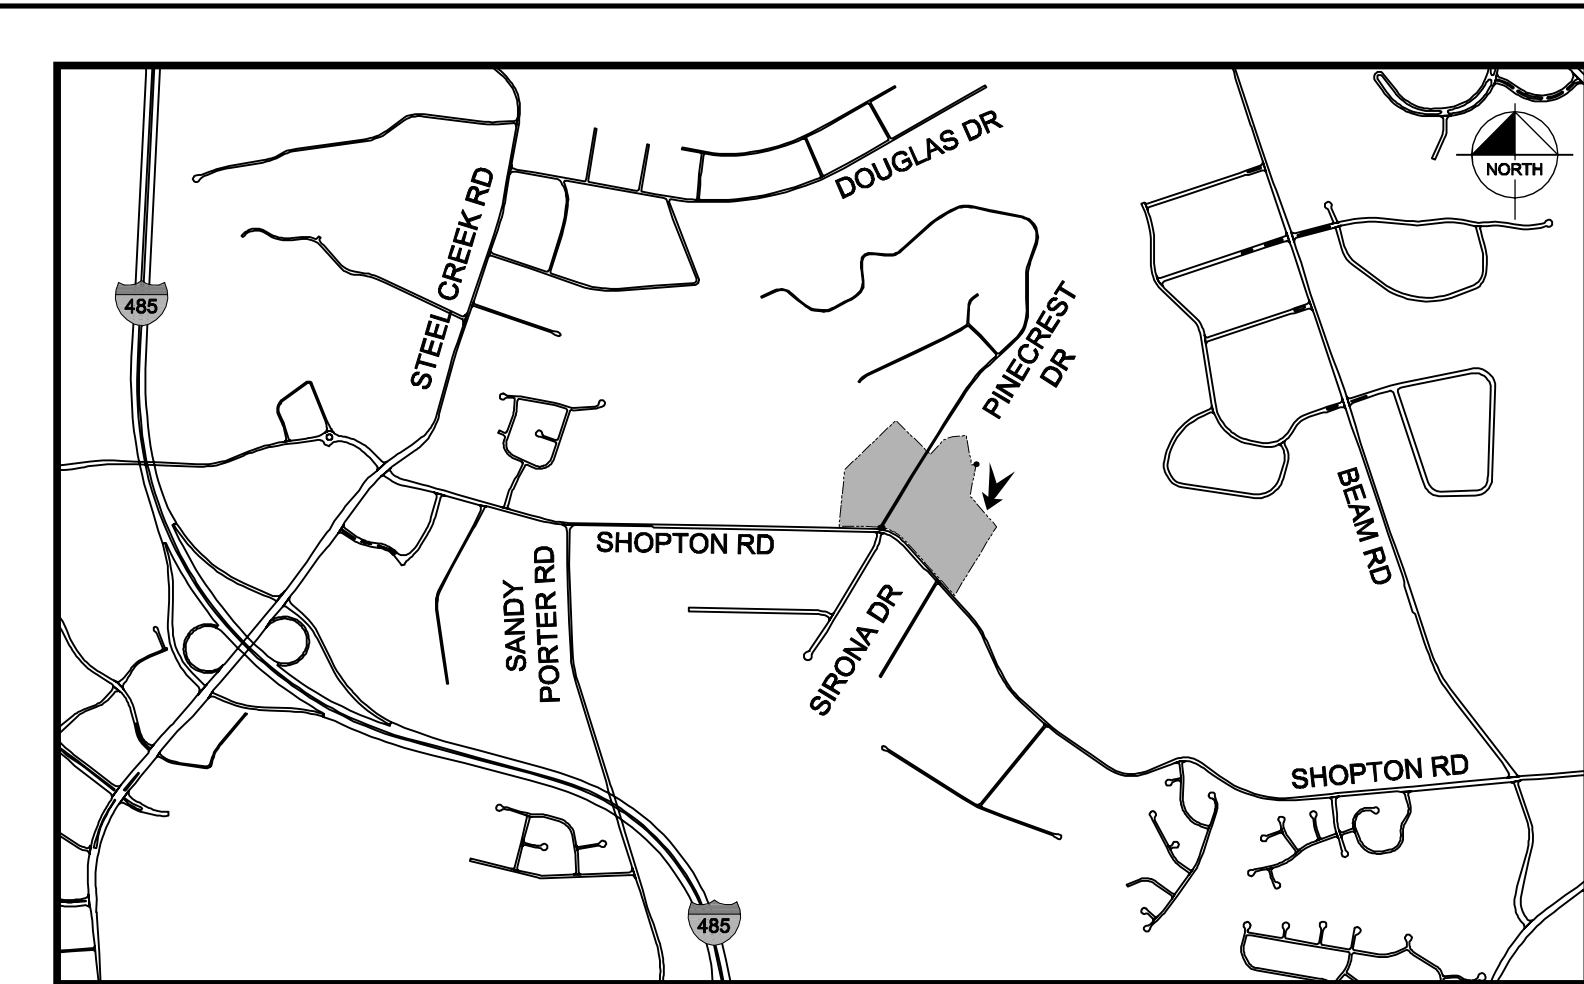 DOUGLAS DR
NORTH
STEEL CREEK RD
485
PINECREST
DR
BEAM RD
SHOPTON RD
SANDY
PORTER RD
SIRONA DR
SHOPTON RD
485